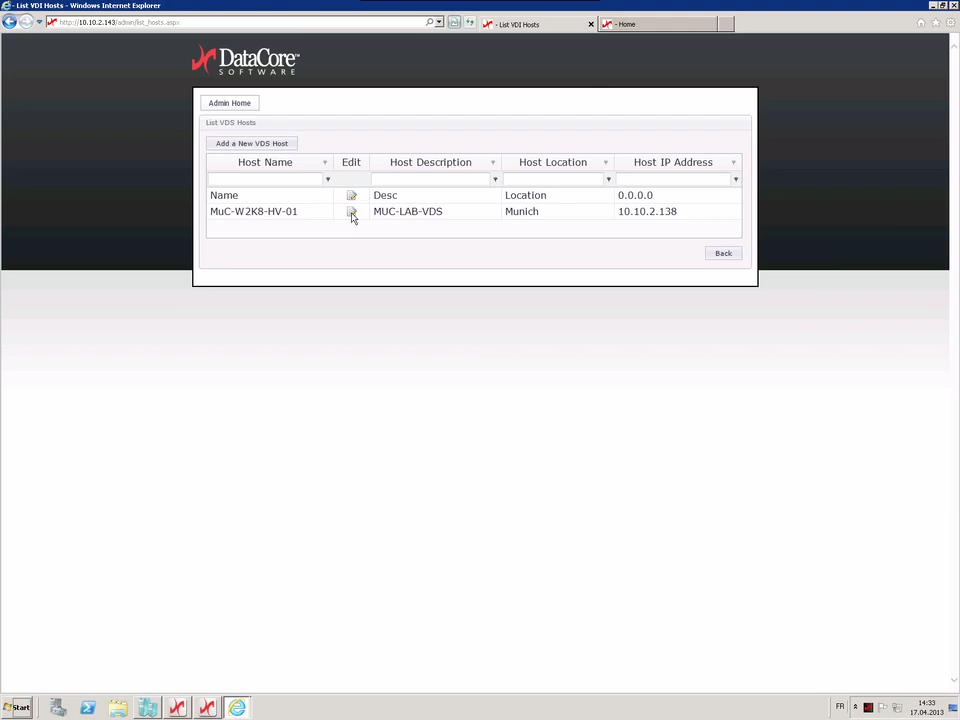 - List VDI Hosts - Windows Internet Explorer
http://10.10.2.143/admin/list_hosts.aspx
- List VDI Hosts
- Home
DataCore
SOFTWARE
Admin Home
List VDS Hosts
Add a New VDS Host
Host Name Edit Host Description Host Location Host IP Address
Name Desc Location 0.0.0.0
MuC-W2K8-HV-01 MUC-LAB-VDS Munich 10.10.2.138
Back
Start
FR
14:33
17.04.2013